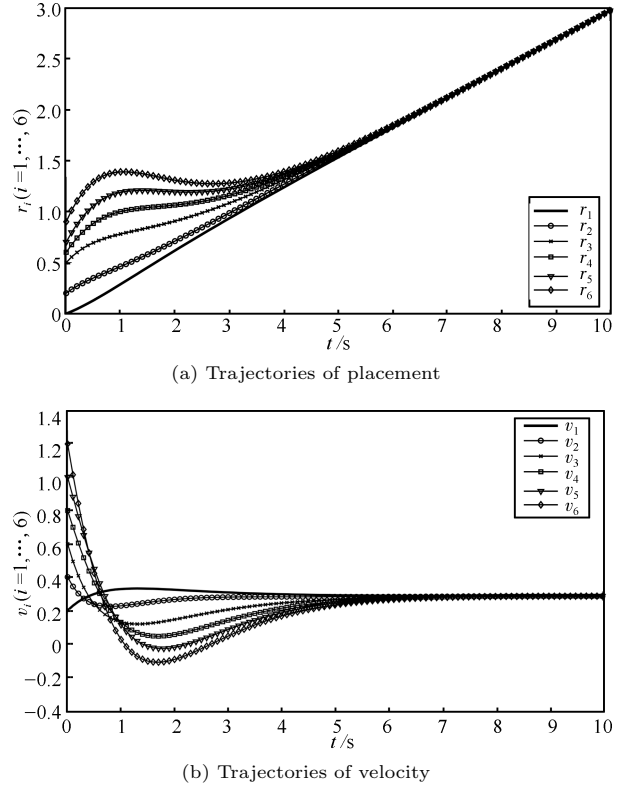 3.0
2.5
2.0
1.5
1.0
0.5
0
r_i (i=1,…, 6)
r_1
r_2
r_3
r_4
r_5
r_6
0 1 2 3 4 5 6 7 8 9 10
t /s
(a) Trajectories of placement
1.4
1.2
1.0
0.8
0.6
0.4
0.2
0
−0.2
−0.4
v_i (i=1,…, 6)
v_1
v_2
v_3
v_4
v_5
v_6
0 1 2 3 4 5 6 7 8 9 10
t /s
(b) Trajectories of velocity